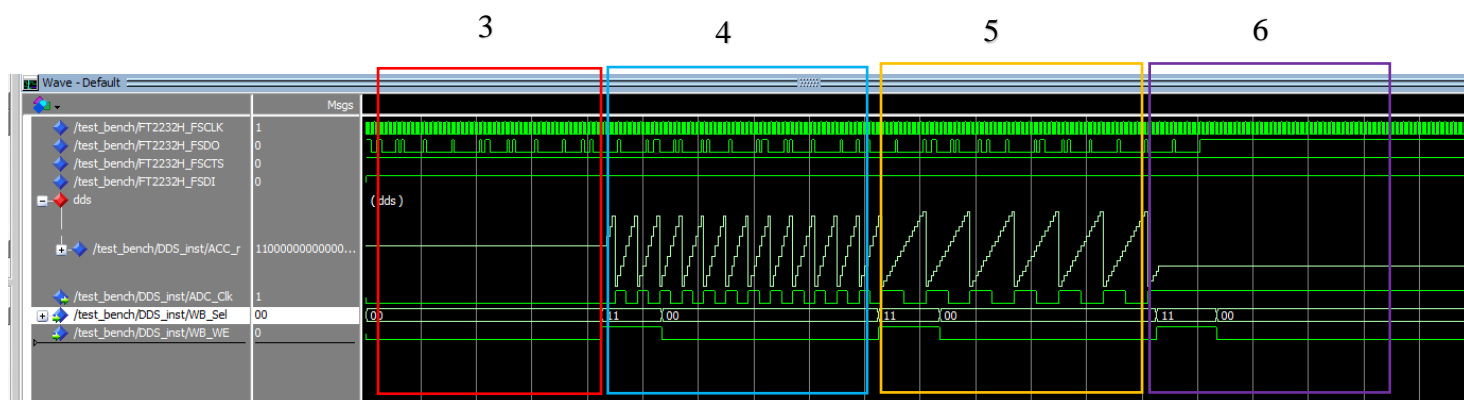 3 4 5 6
Wave - Default
Msgs
/test_bench/FT2232H_FSCLK 1
/test_bench/FT2232H_FSDO 0
/test_bench/FT2232H_FSCTS 0
/test_bench/FT2232H_FSDI 0
dds (dds)
/test_bench/DDS_inst/ACC_r 11000000000000...
/test_bench/DDS_inst/ADC_Clk 1
/test_bench/DDS_inst/WB_Sel 00 00 11 00 11 00 11 00
/test_bench/DDS_inst/WB_WE 0